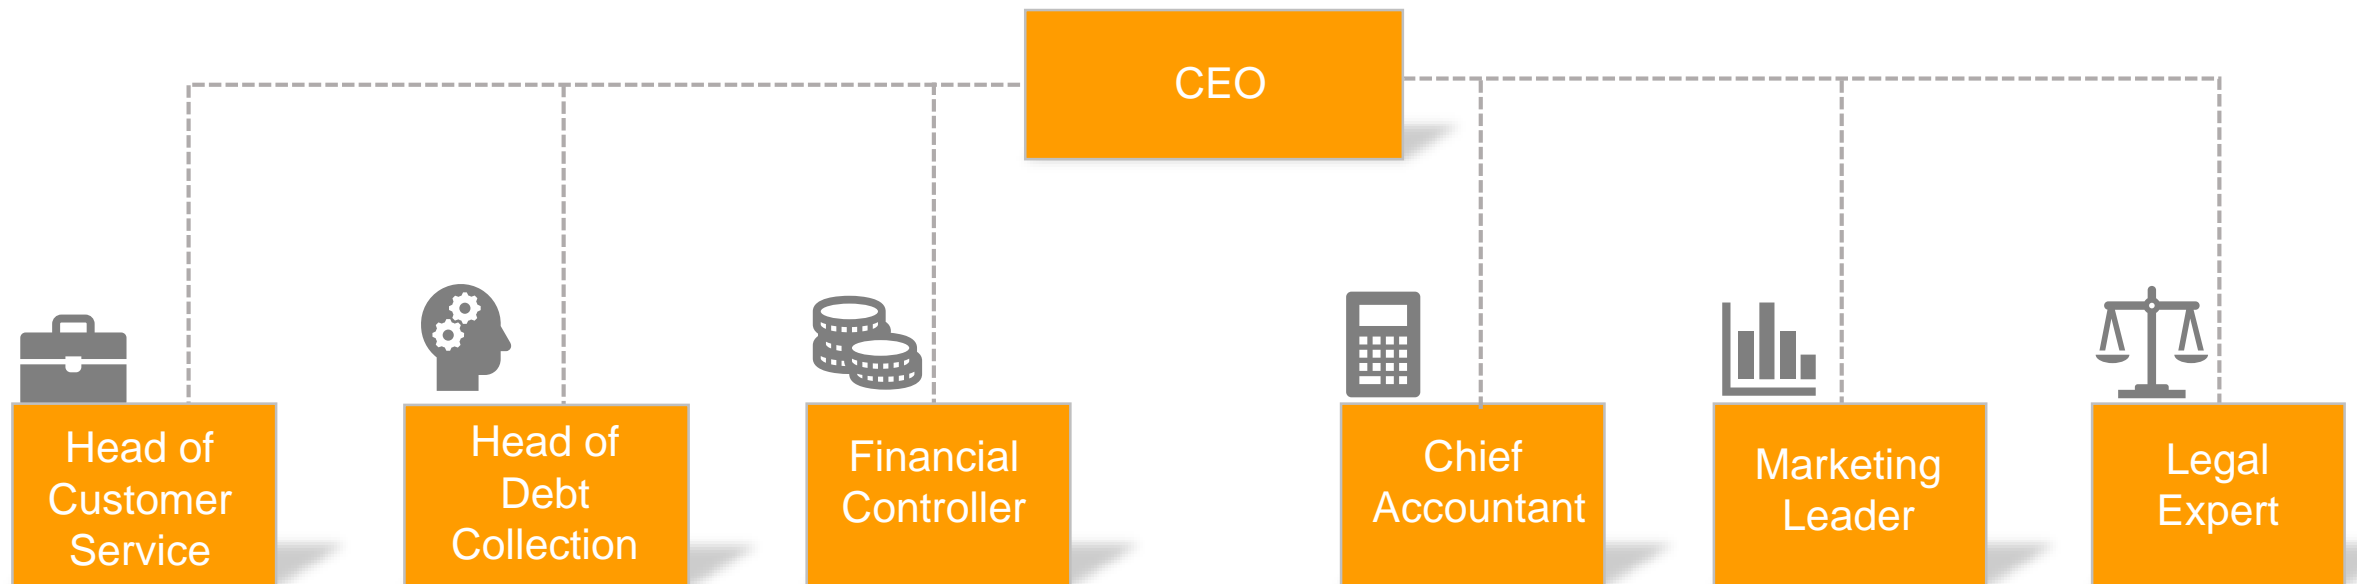 CEO
Head of
Customer
Service
Head of
Debt
Collection
Financial
Controller
Chief
Accountant
Marketing
Leader
Legal
Expert